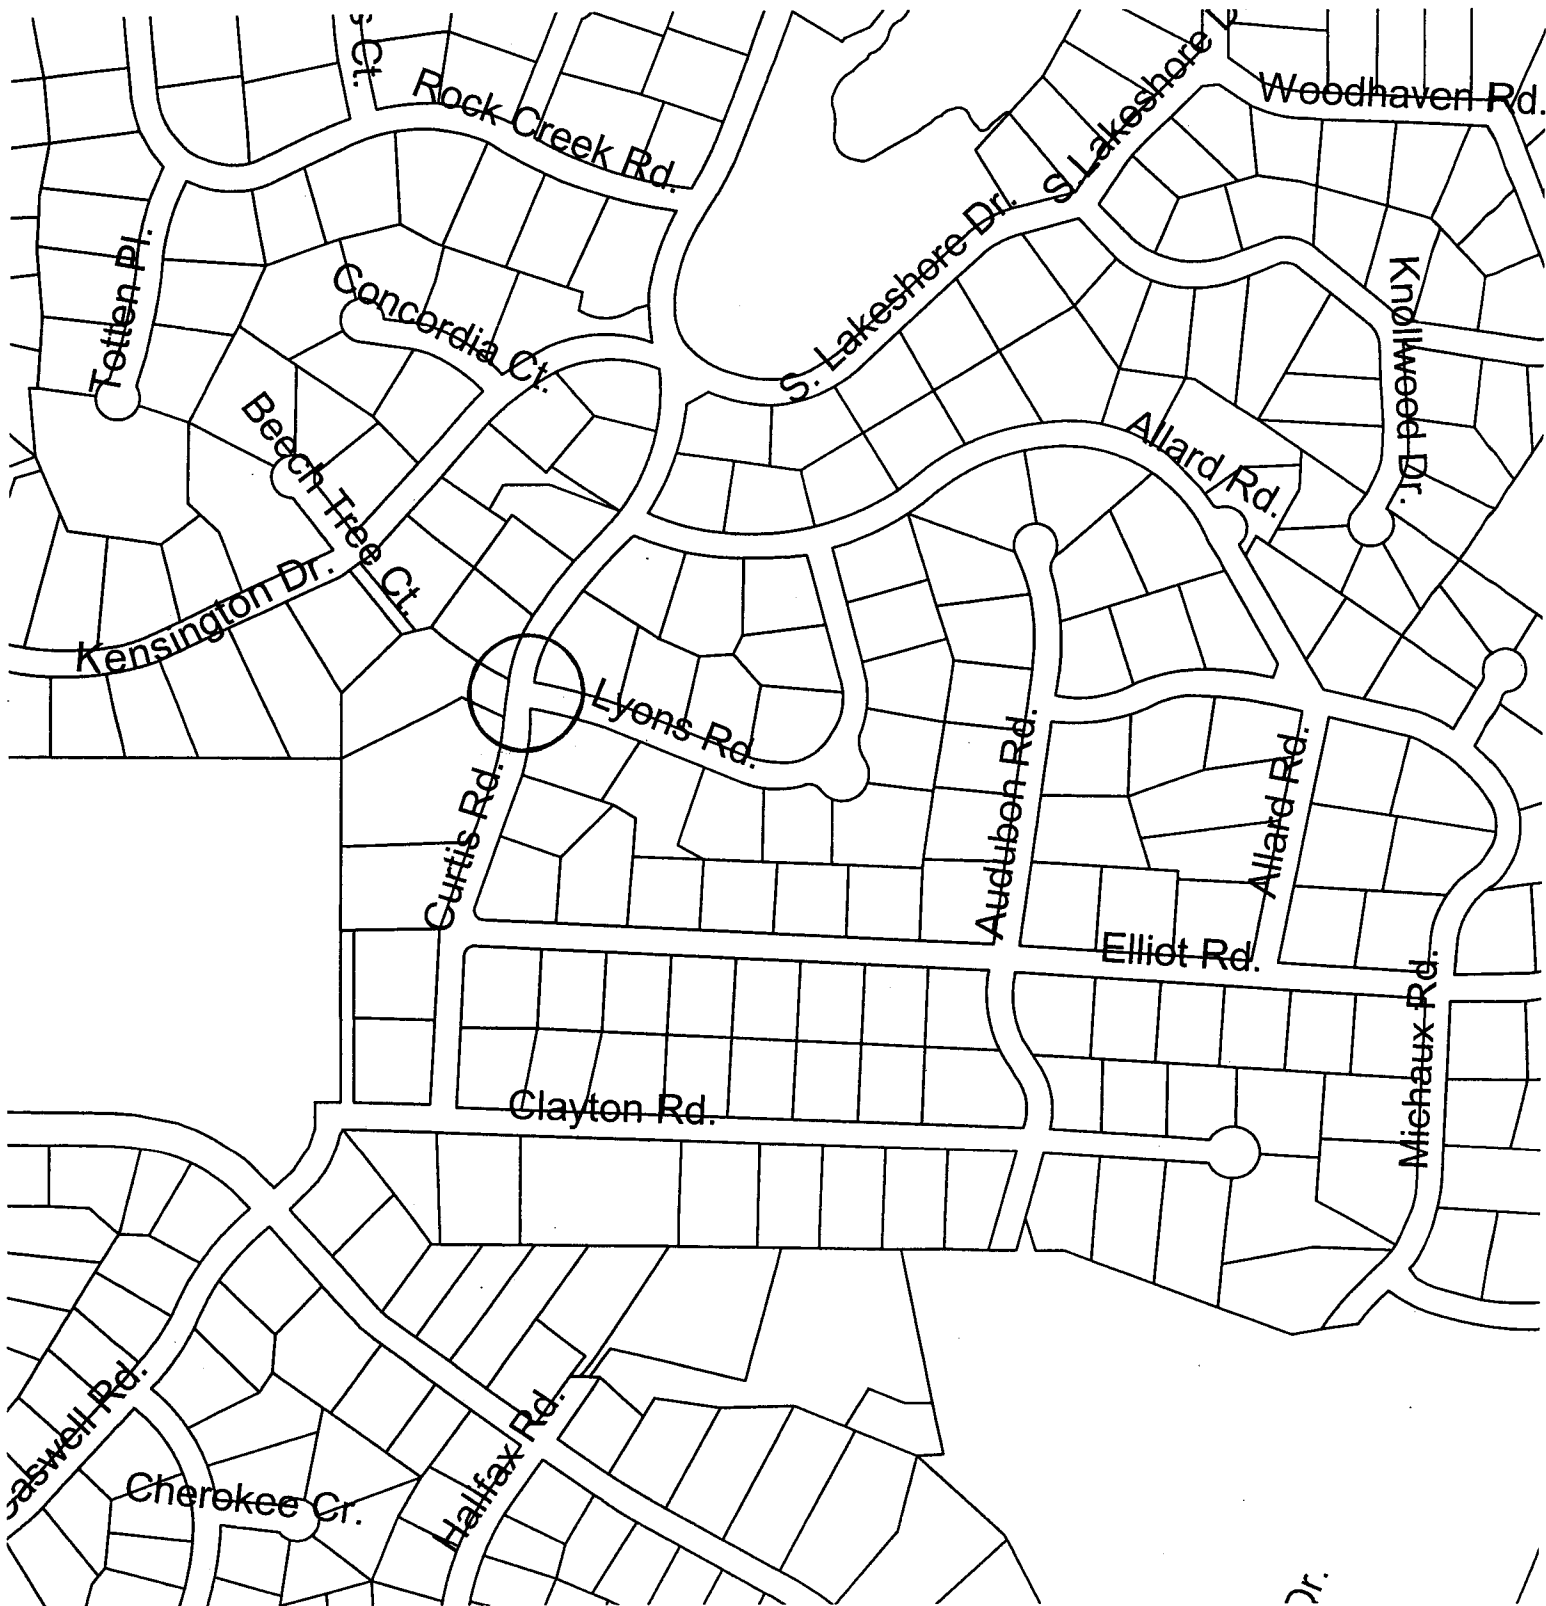 Ct.
Rock Creek Rd.
S. Lakeshore
Woodhaven Rd.
Totten Pl.
Concordia Ct.
S. Lakeshore Dr.
Knollwood Dr.
Beech Tree Ct.
Allard Rd.
Kensington Dr.
Lyons Rd.
Curtis Rd.
Audubon Rd.
Allard Rd.
Elliot Rd.
Michaux Rd.
Clayton Rd.
Caswell Rd.
Cherokee Cr.
Halifax Rd.
Dr.